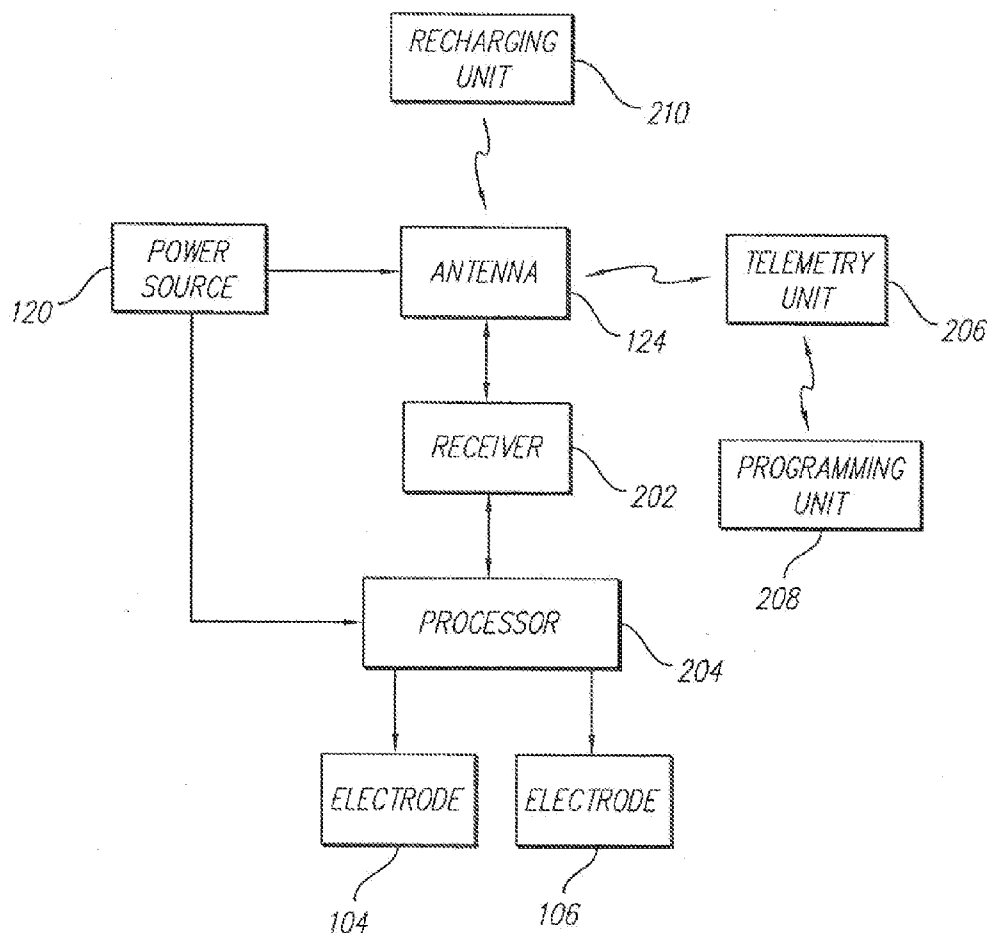 RECHARGING
UNIT
210
POWER
SOURCE
120
ANTENNA
124
TELEMETRY
UNIT
206
RECEIVER
202
PROGRAMMING
UNIT
208
PROCESSOR
204
ELECTRODE
104
ELECTRODE
106